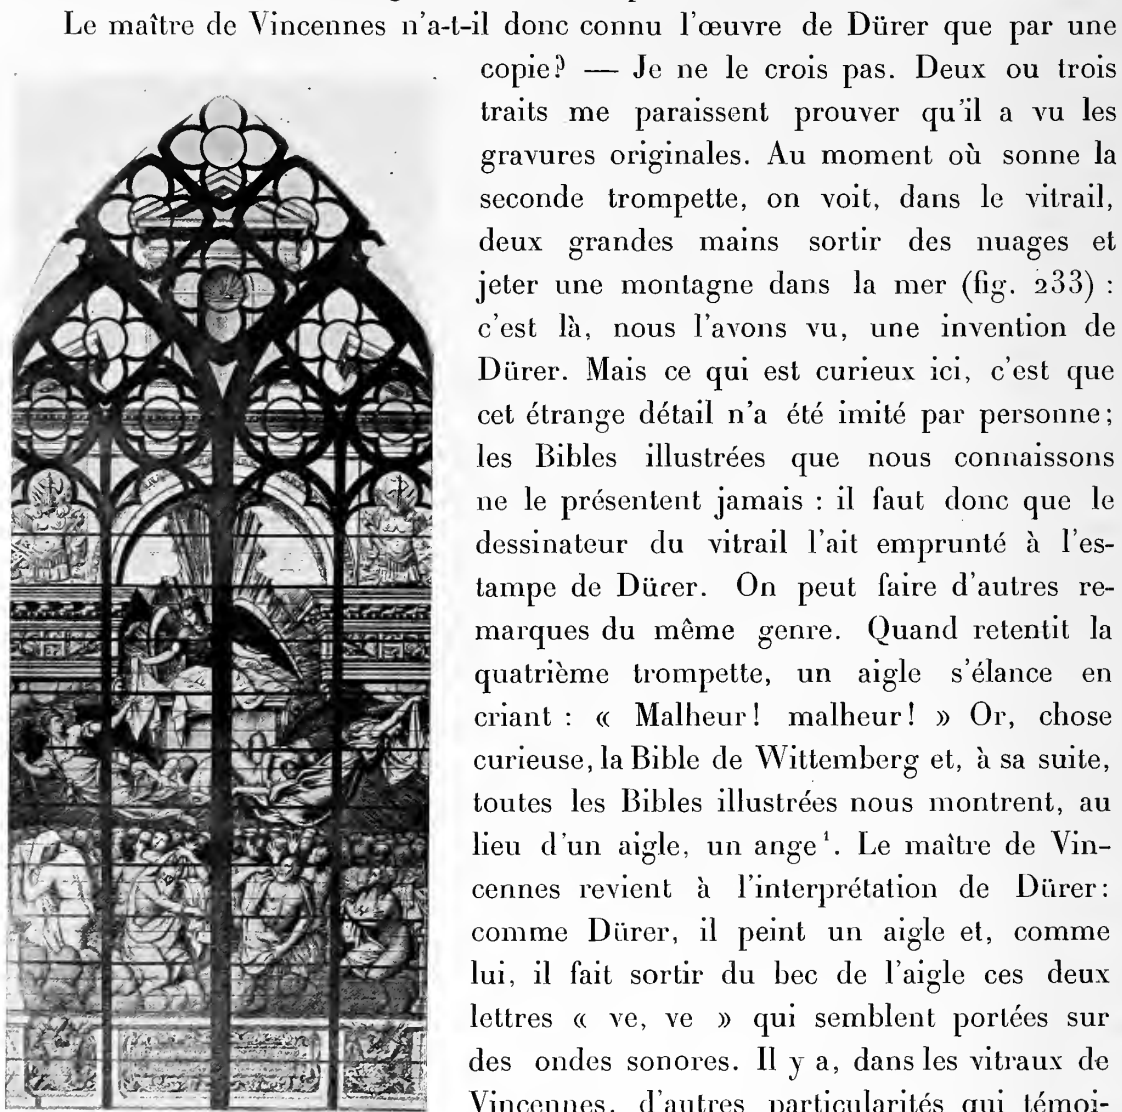 Le maître de Vincennes n'a-t-il donc connu l'œuvre de Dürer que par une
copie? — Je ne le crois pas. Deux ou trois
traits me paraissent prouver qu'il a vu les
gravures originales. Au moment où sonne la
seconde trompette, on voit, dans le vitrail,
deux grandes mains sortir des nuages et
jeter une montagne dans la mer (fig. 233) :
c'est là, nous l'avons vu, une invention de
Dürer. Mais ce qui est curieux ici, c'est que
cet étrange détail n'a été imité par personne;
les Bibles illustrées que nous connaissons
ne le présentent jamais : il faut donc que le
dessinateur du vitrail l'ait emprunté à l'es-
tampe de Dürer. On peut faire d'autres re-
marques du même genre. Quand retentit la
quatrième trompette, un aigle s'élance en
criant : « Malheur! malheur! » Or, chose
curieuse, la Bible de Wittemberg et, à sa suite,
toutes les Bibles illustrées nous montrent, au
lieu d'un aigle, un ange¹. Le maître de Vin-
cennes revient à l'interprétation de Dürer:
comme Dürer, il peint un aigle et, comme
lui, il fait sortir du bec de l'aigle ces deux
lettres « ve, ve » qui semblent portées sur
des ondes sonores. Il y a, dans les vitraux de
Vincennes, d'autres particularités qui témoi-